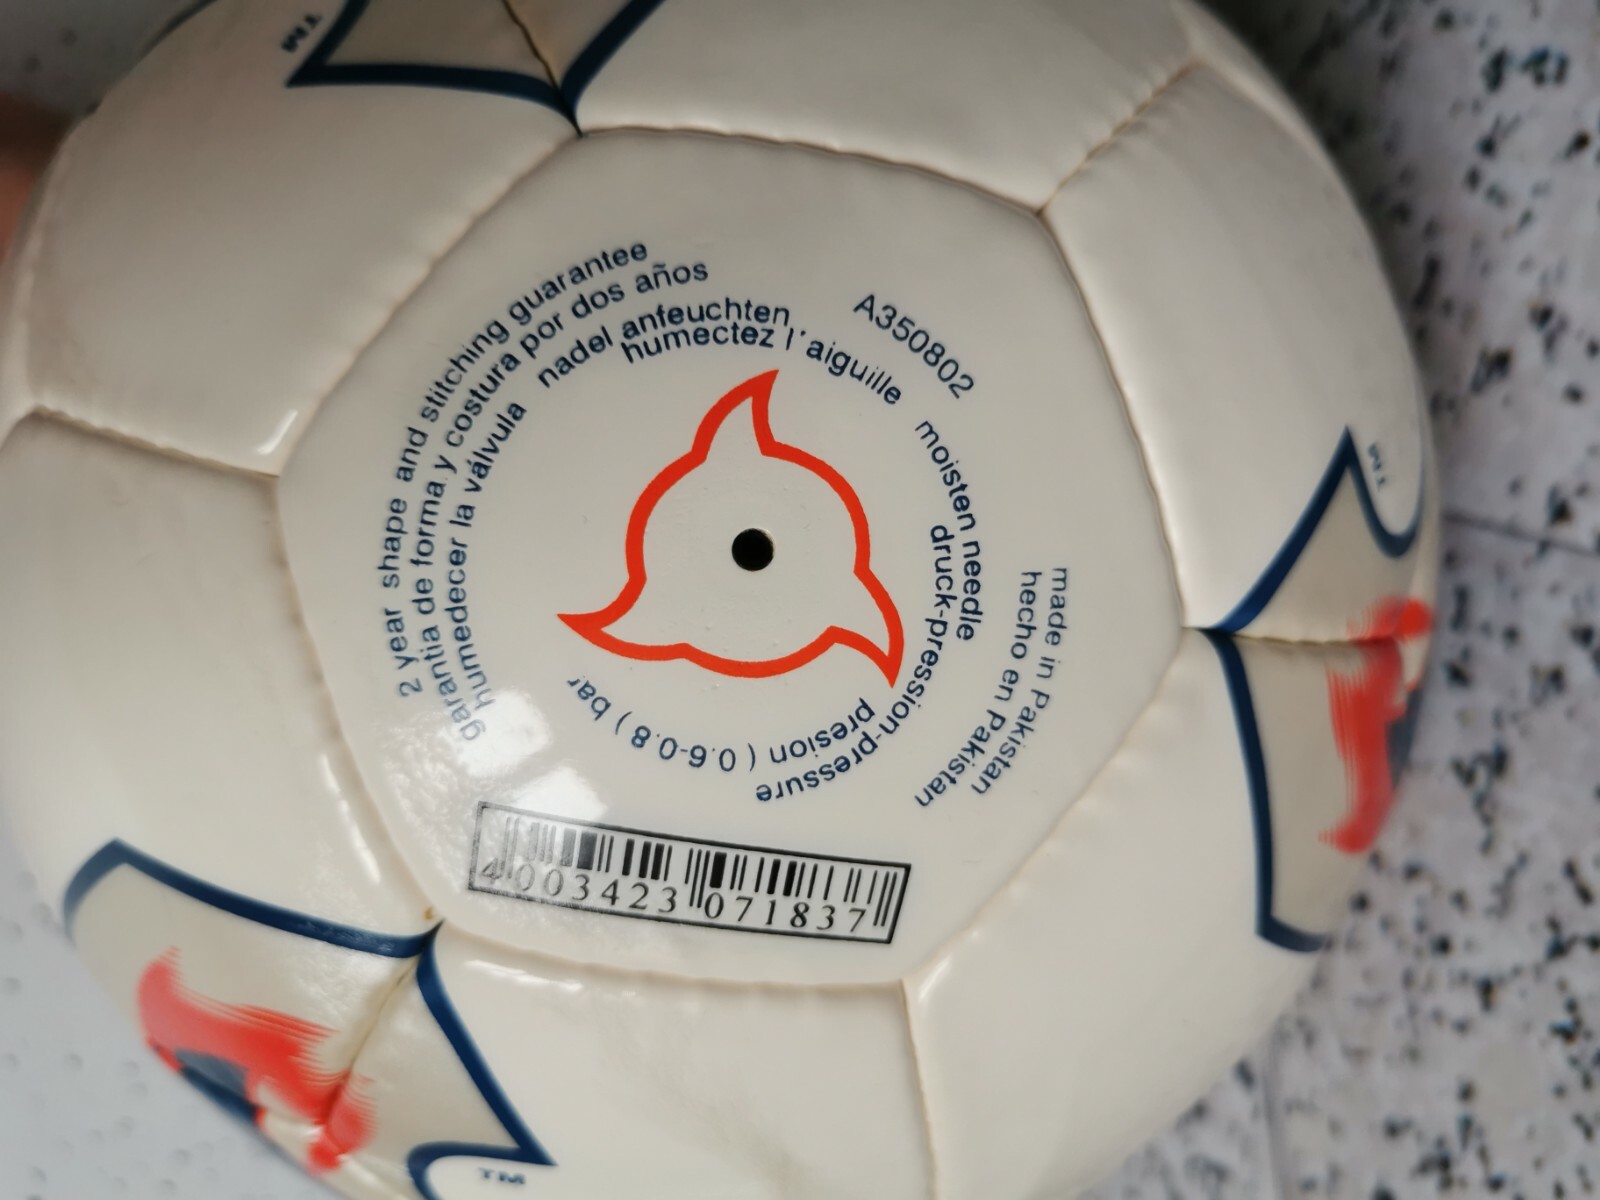 TM
2 year shape and stitching guarantee
garantia de forma y costura por dos años
humedecer la válvula
nadel anfeuchten
humectez l'aiguille
A350802
moisten needle
druck-pression-pressure
presion ( 0.6-0.8 ) bar
made in Pakistan
hecho en Pakistan
TM
4 003423 071837
TM